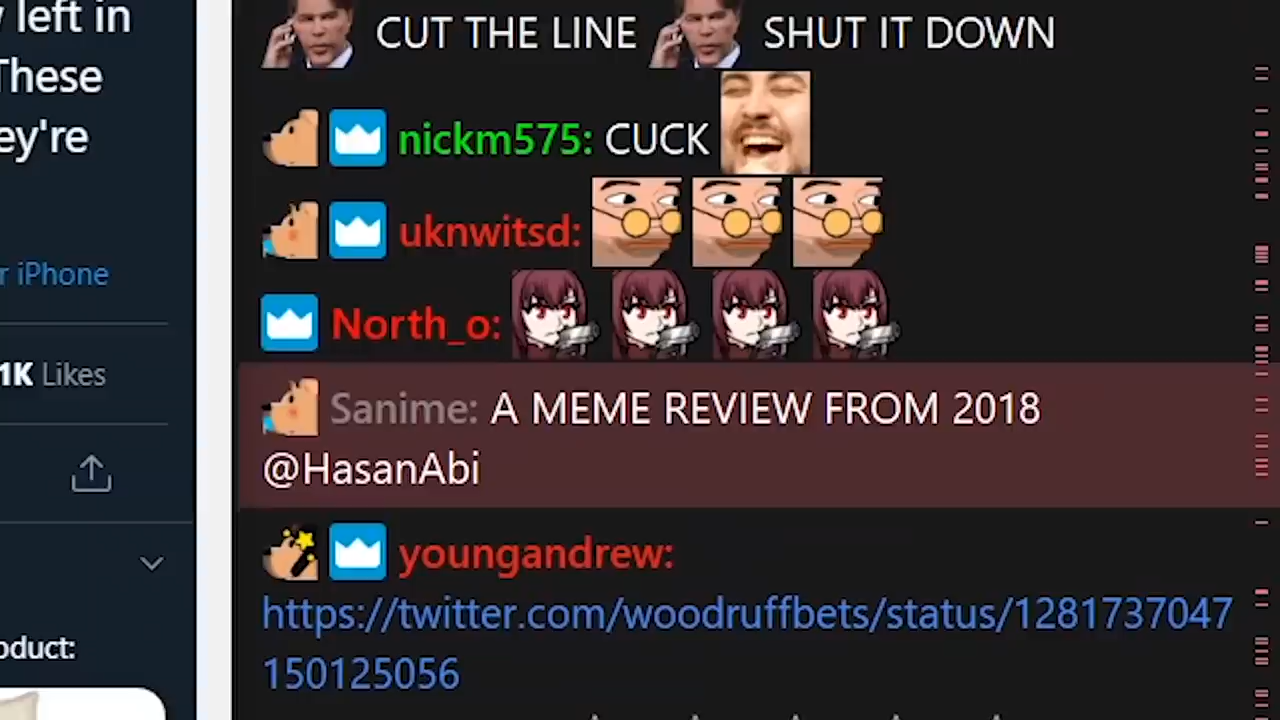 left in
These
ey're
r iPhone
1K Likes
oduct:
CUT THE LINE SHUT IT DOWN
nickm575: CUCK
uknwitsd:
North_o:
Sanime: A MEME REVIEW FROM 2018
@HasanAbi
youngandrew:
https://twitter.com/woodruffbets/status/1281737047
150125056